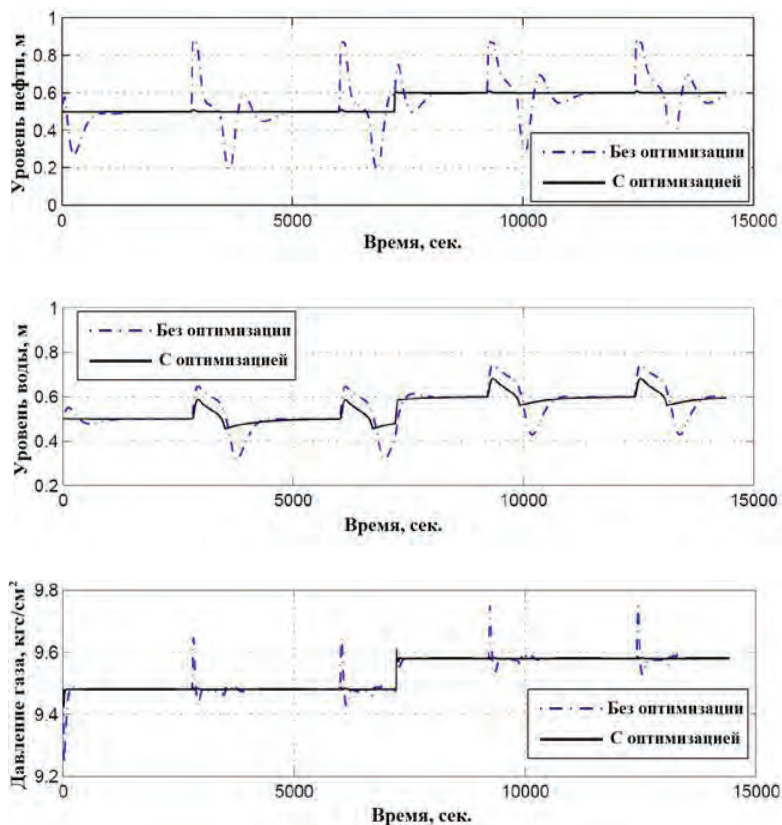 1
0.8
0.6
0.4
0.2
0
Уровень нефти, м
Без оптимизации
С оптимизацией
0
5000
10000
15000
Время, сек.
1
0.8
0.6
0.4
0.2
Уровень воды, м
Без оптимизации
С оптимизацией
0
5000
10000
15000
Время, сек.
9.8
9.6
9.4
9.2
Давление газа, кгс/см²
Без оптимизации
С оптимизацией
0
5000
10000
15000
Время, сек.